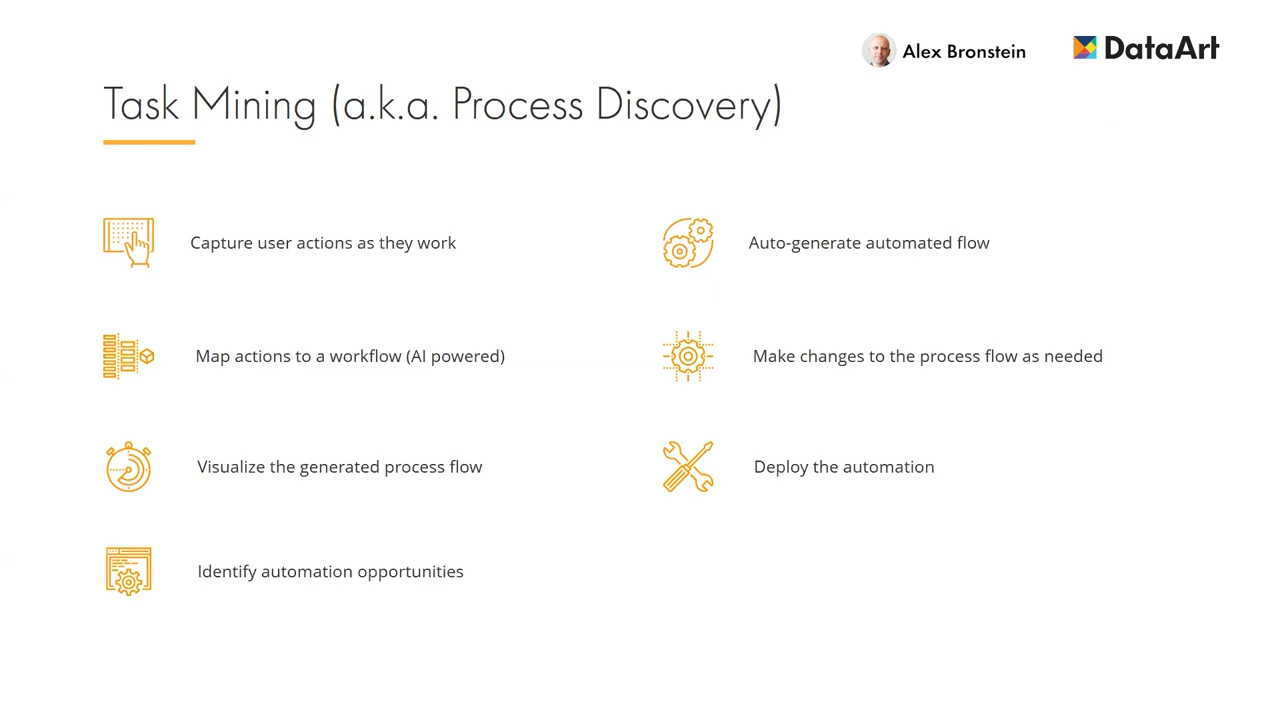 Alex Bronstein
DataArt
Task Mining (a.k.a. Process Discovery)
Capture user actions as they work
Map actions to a workflow (AI powered)
Visualize the generated process flow
Identify automation opportunities
Auto-generate automated flow
Make changes to the process flow as needed
Deploy the automation